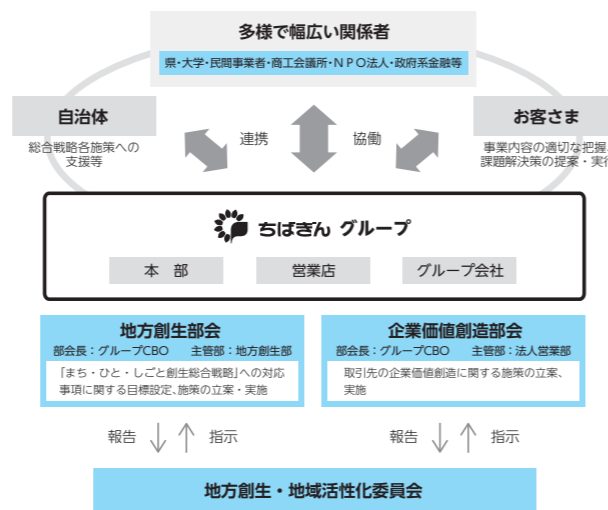 多様で幅広い関係者
県・大学・民間事業者・商工会議所・NPO法人・政府系金融等
自治体
総合戦略各施策への
支援等
連携
協働
お客さま
事業内容の適切な把握、
課題解決策の提案・実行
ちばぎん グループ
本 部
営業店
グループ会社
地方創生部会
部会長：グループCBO 主管部：地方創生部
「まち・ひと・しごと創生総合戦略」への対応
事項に関する目標設定、施策の立案・実施
企業価値創造部会
部会長：グループCBO 主管部：法人営業部
取引先の企業価値創造に関する施策の立案、
実施
報告
指示
報告
指示
地方創生・地域活性化委員会